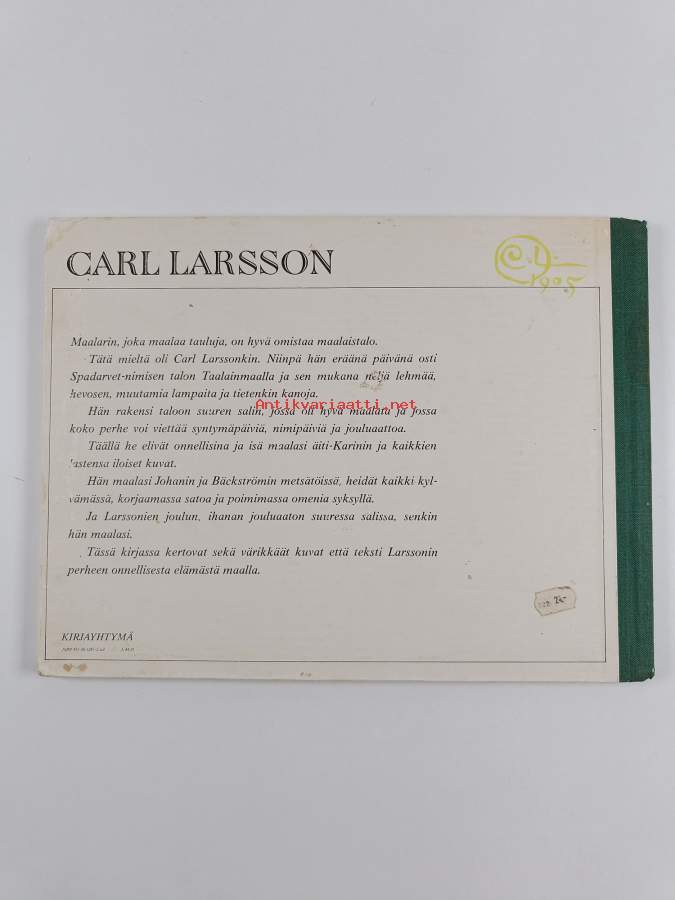 CARL LARSSON
C.L.
1905
Maalarin, joka maalaa tauluja, on hyvä omistaa maalaistalo.
Tätä mieltä oli Carl Larssonkin. Niinpä hän eräänä päivänä osti
Spadarvet-nimisen talon Taalainmaalla ja sen mukana neljä lehmää,
hevosen, muutamia lampaita ja tietenkin kanoja.
Antikvariaatti.net
Hän rakensi taloon suuren salin, jossa oli hyvä maalata ja jossa
koko perhe voi viettää syntymäpäiviä, nimipäiviä ja jouluaattoa.
Täällä he elivät onnellisina ja isä maalasi äiti-Karinin ja kaikkien
lastensa iloiset kuvat.
Hän maalasi Johanin ja Bäckströmin metsätöissä, heidät kaikki kyl-
vämässä, korjaamassa satoa ja poimimassa omenia syksyllä.
Ja Larssonien joulun, ihanan jouluaaton suuressa salissa, senkin
hän maalasi.
Tässä kirjassa kertovat sekä värikkäät kuvat että teksti Larssonin
perheen onnellisesta elämästä maalla.
KIRJAYHTYMÄ